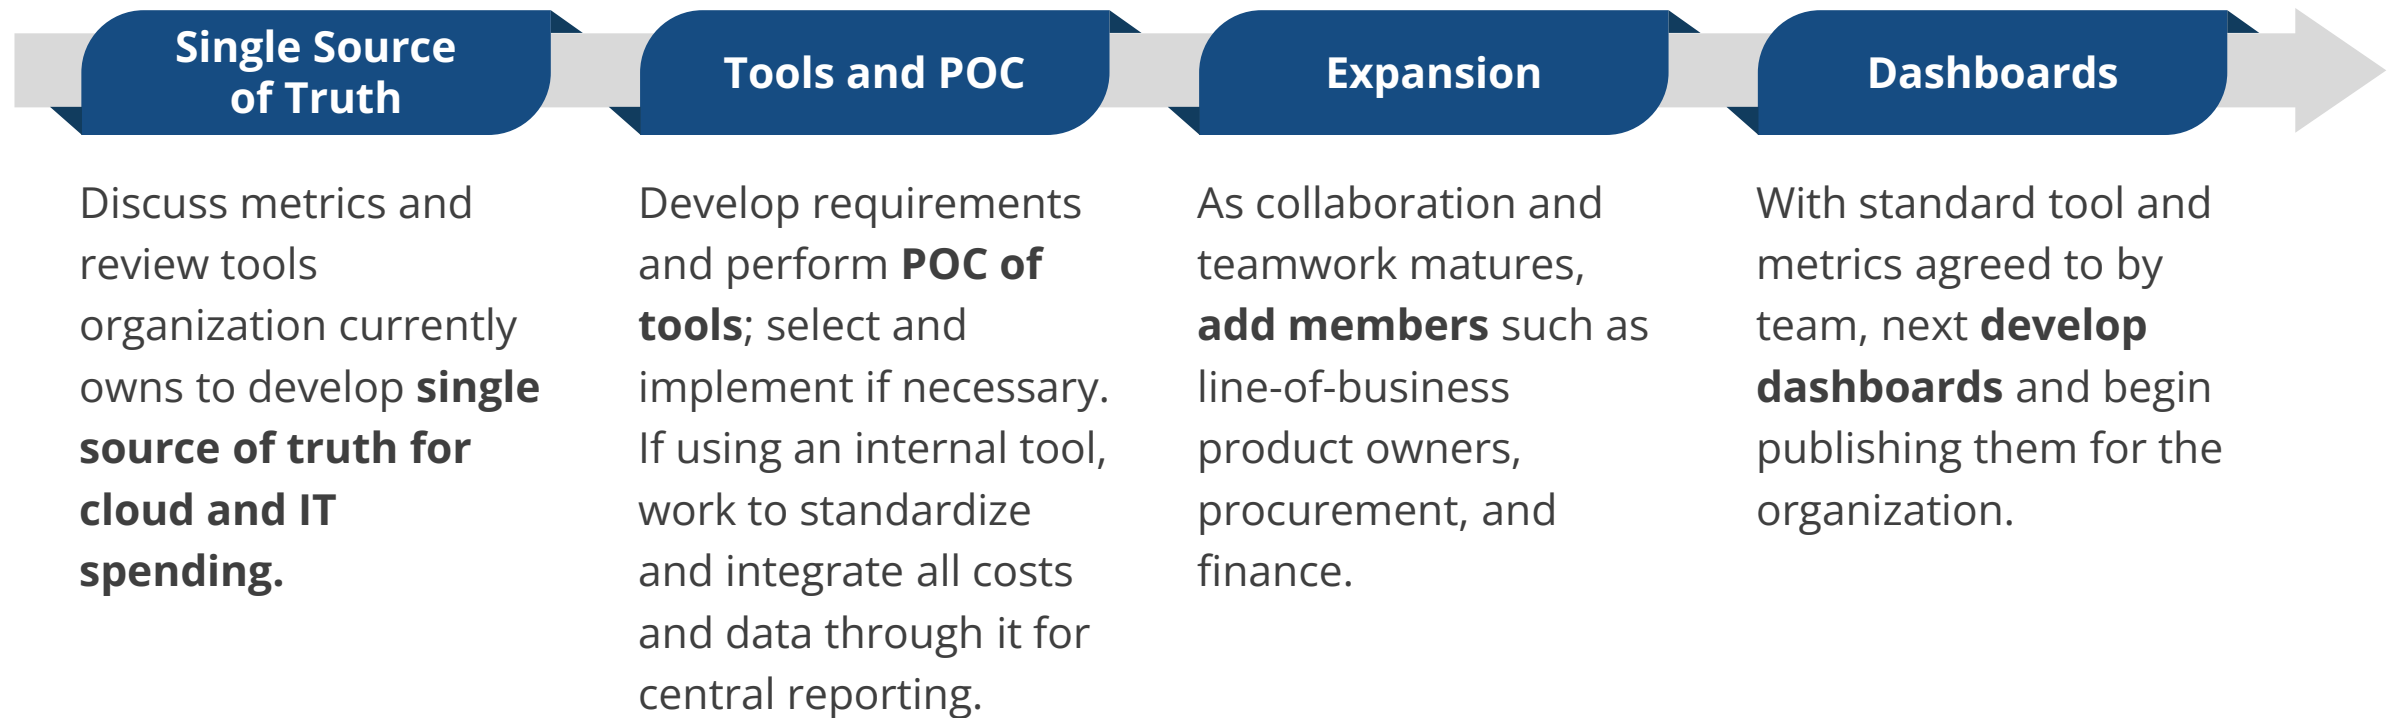 Single Source
of Truth
Discuss metrics and
review tools
organization currently
owns to develop single
source of truth for
cloud and IT
spending.
Tools and POC
Develop requirements
and perform POC of
tools; select and
implement if necessary.
If using an internal tool,
work to standardize
and integrate all costs
and data through it for
central reporting.
Expansion
As collaboration and
teamwork matures,
add members such as
line-of-business
product owners,
procurement, and
finance.
Dashboards
With standard tool and
metrics agreed to by
team, next develop
dashboards and begin
publishing them for the
organization.